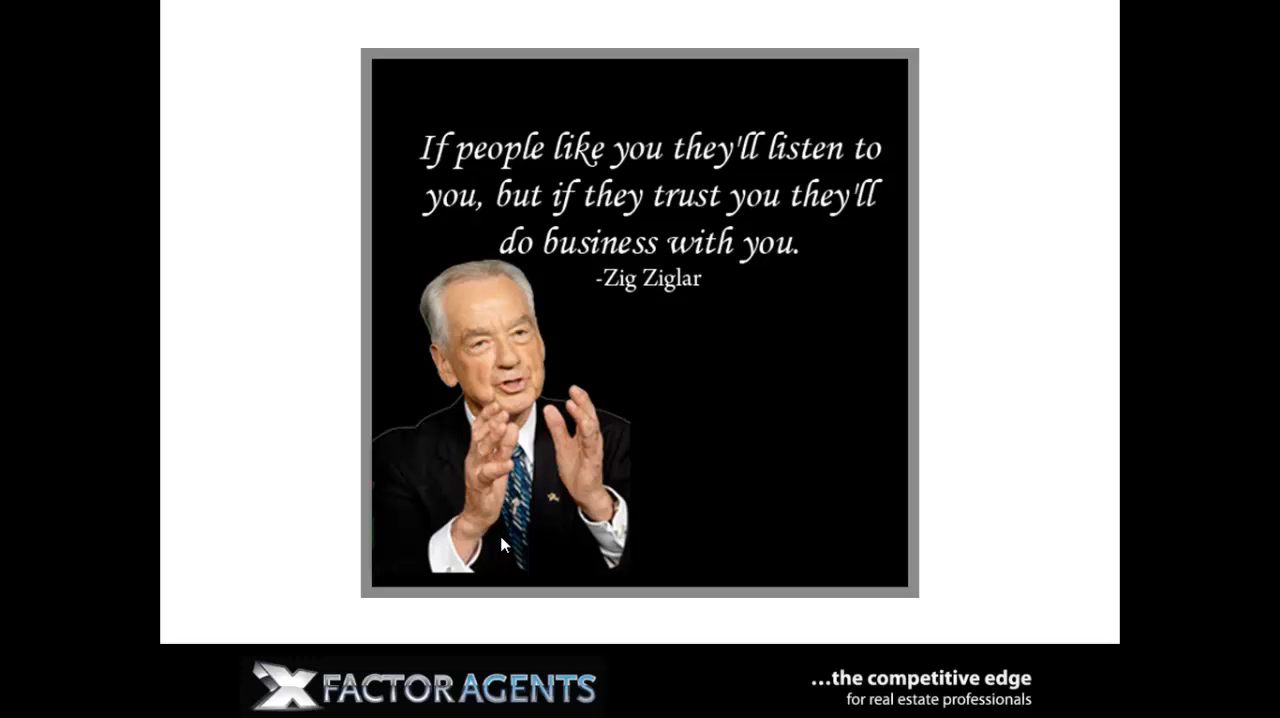 If people like you they'll listen to
you, but if they trust you they'll
do business with you.
-Zig Ziglar
X FACTOR AGENTS
...the competitive edge
for real estate professionals